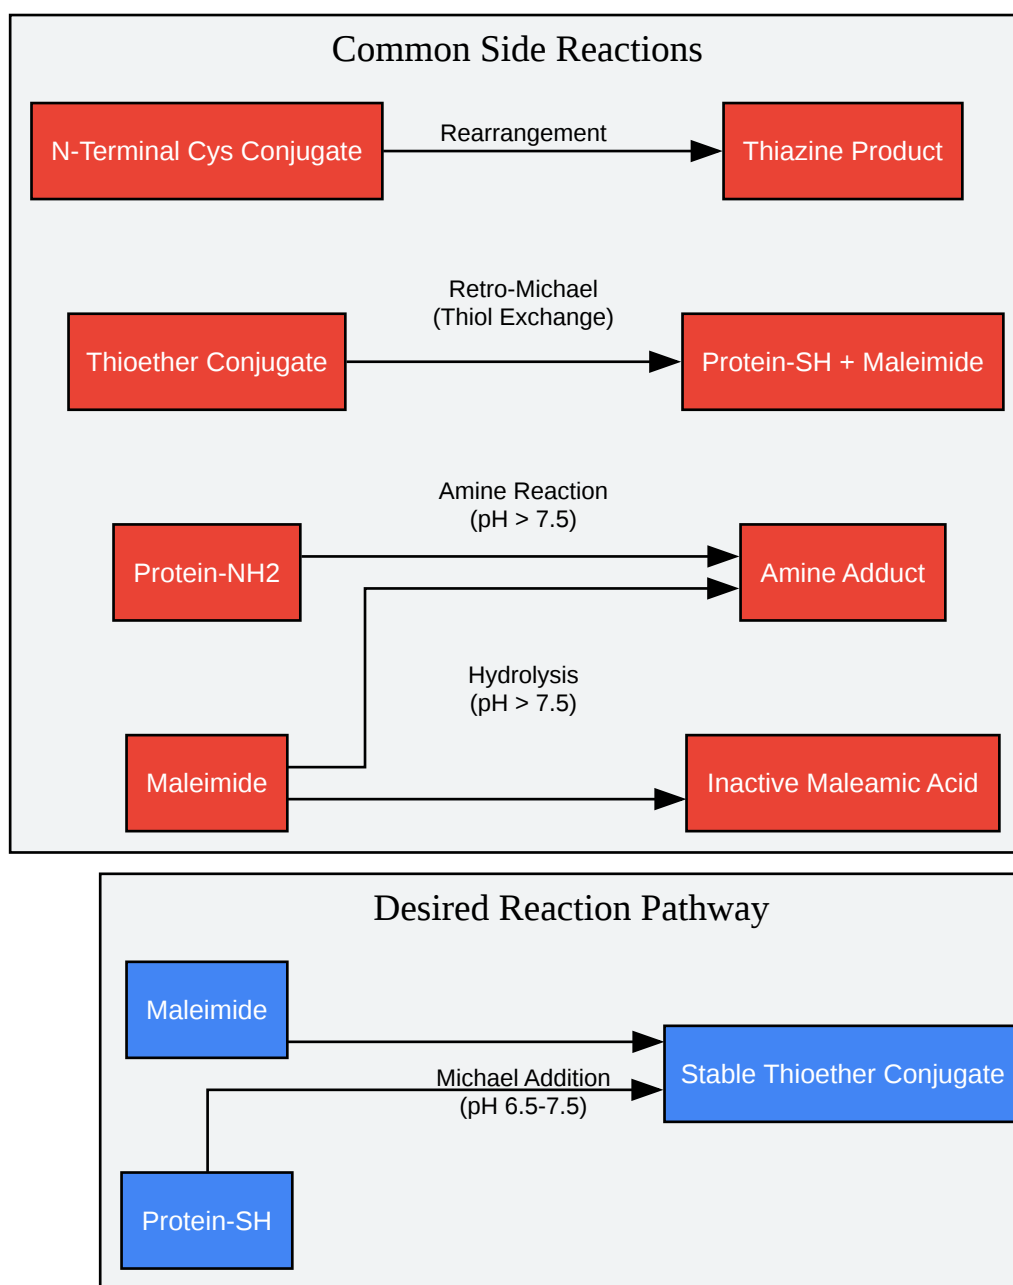 Common Side Reactions
N-Terminal Cys Conjugate
Rearrangement
Thiazine Product
Retro-Michael
(Thiol Exchange)
Thioether Conjugate
Protein-SH + Maleimide
Amine Reaction
(pH > 7.5)
Protein-NH2
Amine Adduct
Hydrolysis
(pH > 7.5)
Maleimide
Inactive Maleamic Acid
Desired Reaction Pathway
Maleimide
Stable Thioether Conjugate
Michael Addition
(pH 6.5-7.5)
Protein-SH